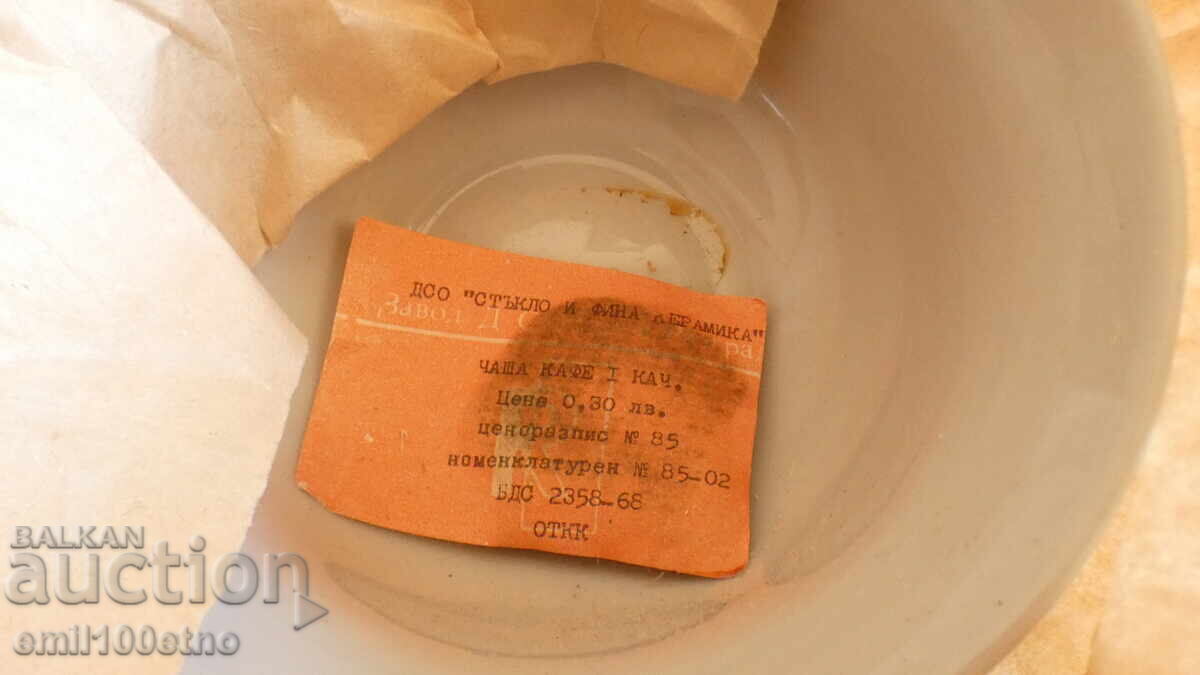 ДСО "СТЪКЛО И ФИНА КЕРАМИКА"
Завод
ЧАША КАФЕ I КАЧ.
Цена 0,30 лв.
ценоразпис № 85
номенклатурен № 85-02
БДС 2358-68
ОТКК
BALKAN
auction
emil100etno